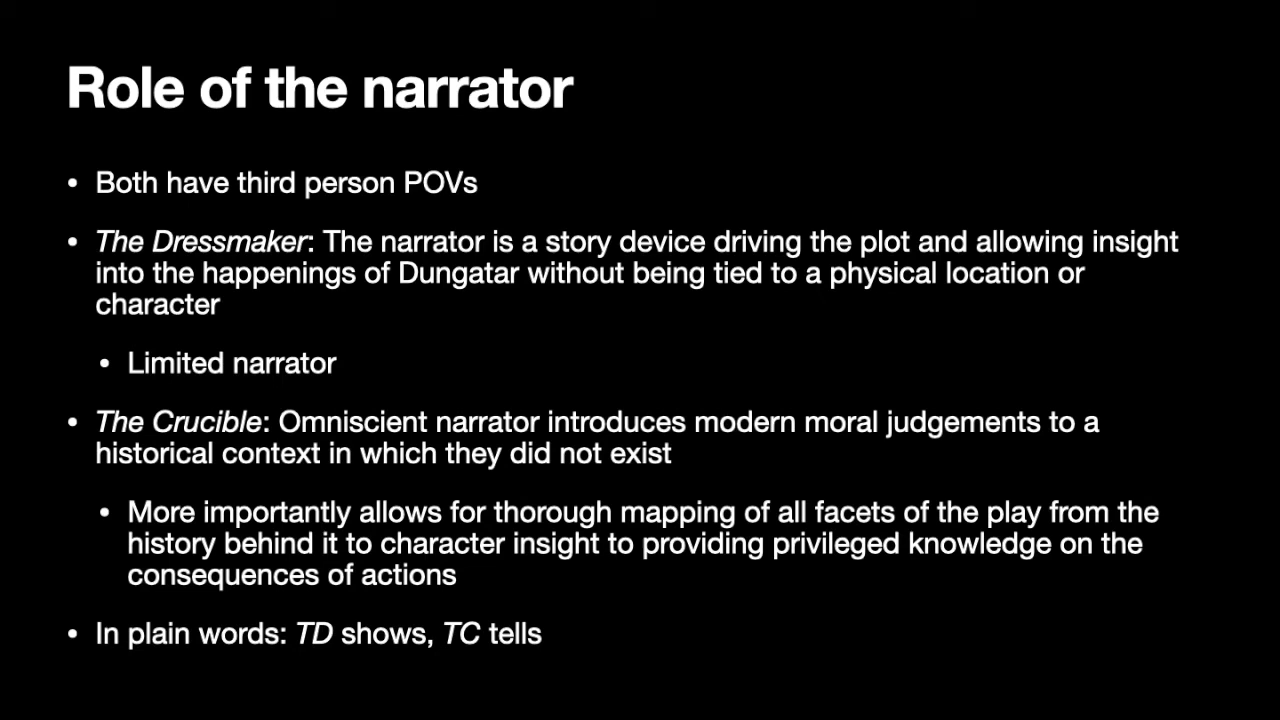 Role of the narrator
• Both have third person POVs
• The Dressmaker: The narrator is a story device driving the plot and allowing insight
into the happenings of Dungatar without being tied to a physical location or
character
• Limited narrator
• The Crucible: Omniscient narrator introduces modern moral judgements to a
historical context in which they did not exist
• More importantly allows for thorough mapping of all facets of the play from the
history behind it to character insight to providing privileged knowledge on the
consequences of actions
• In plain words: TD shows, TC tells